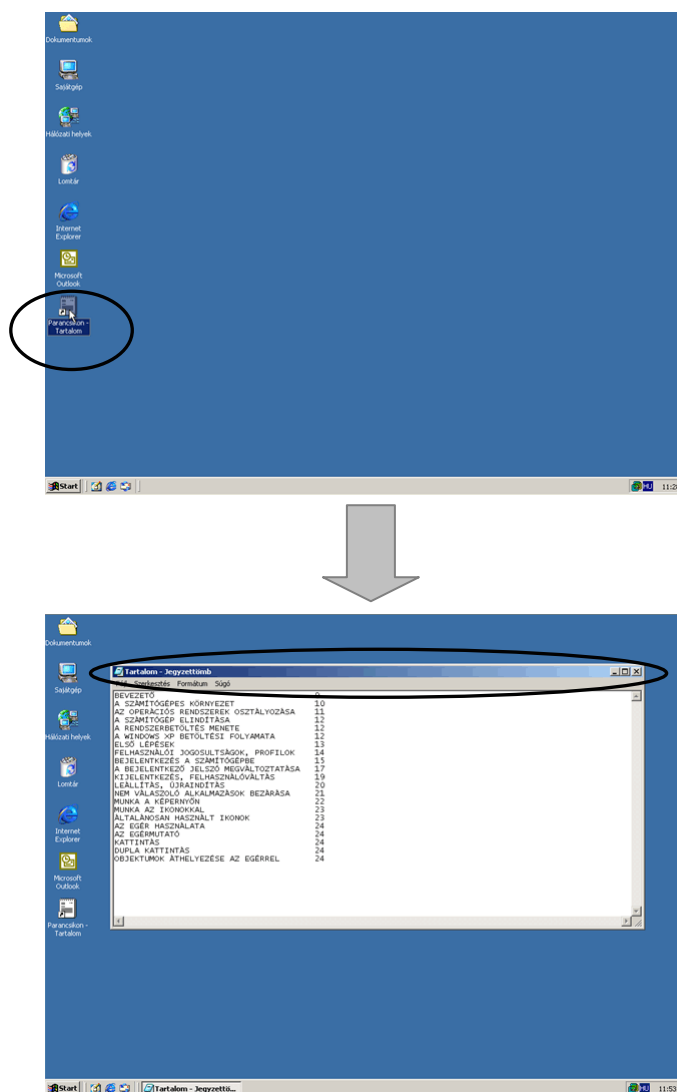 Dokumentumok
Sajátgép
Hálózati helyek
Lomtár
Internet
Explorer
Microsoft
Outlook
Parancsikon -
Tartalom
Start
HU
11:28
Dokumentumok
Tartalom - Jegyzettömb
Szerkesztés Formátum Súgó
Sajátgép
Hálózati helyek
Lomtár
Internet
Explorer
Microsoft
Outlook
Parancsikon -
Tartalom
BEVEZETŐ 9
A SZÁMÍTÓGÉPES KÖRNYEZET 10
AZ OPERÁCIÓS RENDSZEREK OSZTÁLYOZÁSA 11
A SZÁMÍTÓGÉP ELINDÍTÁSA 12
A RENDSZERBETÖLTÉS MENETE 12
A WINDOWS XP BETÖLTÉSI FOLYAMATA 12
ELSŐ LÉPÉSEK 13
FELHASZNÁLÓI JOGOSULTSÁGOK, PROFILOK 14
BEJELENTKEZÉS A SZÁMÍTÓGÉPBE 15
A BEJELENTKEZŐ JELSZÓ MEGVÁLTOZTATÁSA 17
KIJELENTKEZÉS, FELHASZNÁLÓVÁLTÁS 19
LEÁLLÍTÁS, ÚJRAINDÍTÁS 20
NEM VÁLASZOLÓ ALKALMAZÁSOK BEZÁRÁSA 21
MUNKA A KÉPERNYŐN 22
MUNKA AZ IKONOKKAL 23
ÁLTALÁNOSAN HASZNÁLT IKONOK 23
AZ EGÉR HASZNÁLATA 24
AZ EGÉRMUTATÓ 24
KATTINTÁS 24
DUPLA KATTINTÁS 24
OBJEKTUMOK ÁTHELYEZÉSE AZ EGÉRREL 24
Start
Tartalom - Jegyzettö...
HU
11:53